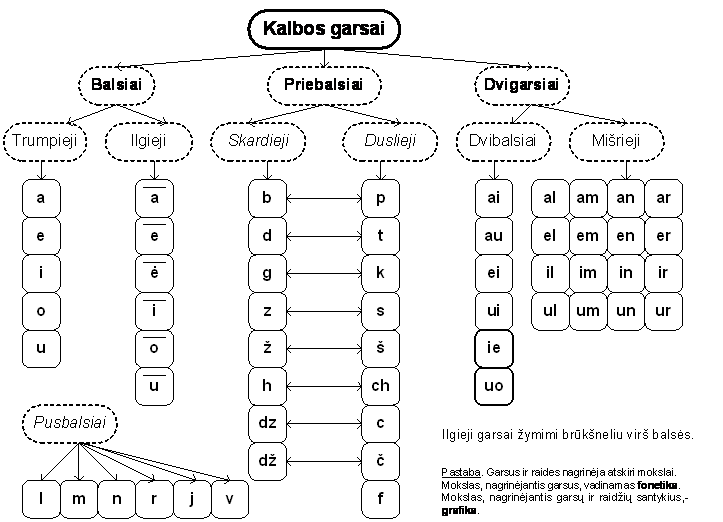 Kalbos garsai
Balsiai Priebalsiai Dvigarsiai
Trumpieji Ilgieji Skardieji Duslieji Dvibalsiai Mišrieji
a a̅ b p ai al am an ar
e e̅ d t au el em en er
i ė̅ g k ei il im in ir
o i̅ z s ui ul um un ur
u o̅ ž š ie
u̅ h ch uo
Pusbalsiai dz c
dž č
l m n r j v f
Ilgieji garsai žymimi brūkšneliu virš balsės.
Pastaba. Garsus ir raides nagrinėja atskiri mokslai.
Mokslas, nagrinėjantis garsus, vadinamas fonetika.
Mokslas, nagrinėjantis garsų ir raidžių santykius,-
grafika.